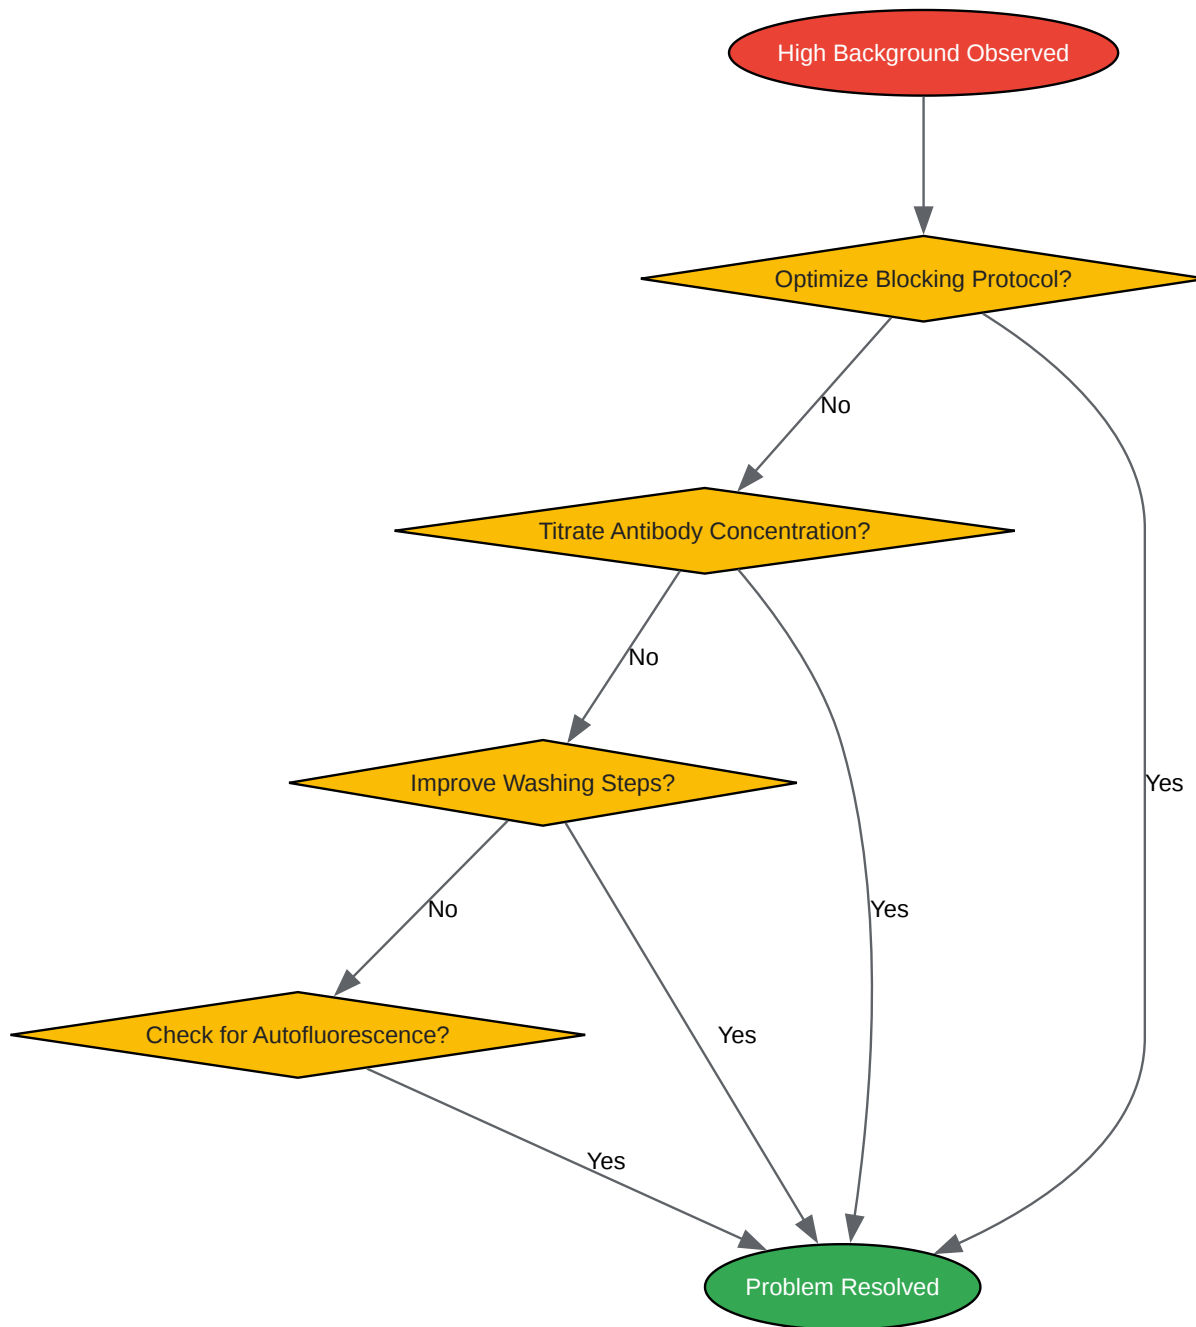 High Background Observed
Optimize Blocking Protocol?
No
Titrate Antibody Concentration?
No
Improve Washing Steps?
Yes
No
Yes
Check for Autofluorescence?
Yes
Yes
Problem Resolved